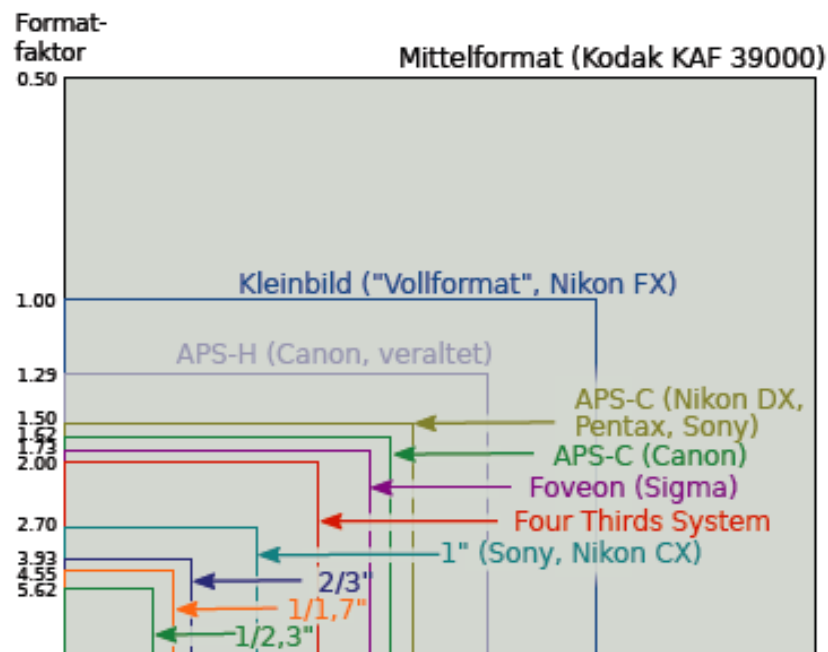 Format-
faktor
Mittelformat (Kodak KAF 39000)
0.50
Kleinbild ("Vollformat", Nikon FX)
1.00
APS-H (Canon, veraltet)
1.29
APS-C (Nikon DX,
Pentax, Sony)
1.50
1.62
APS-C (Canon)
1.73
Foveon (Sigma)
2.00
Four Thirds System
2.70
1" (Sony, Nikon CX)
3.93
2/3"
4.55
1/1,7"
5.62
1/2,3"